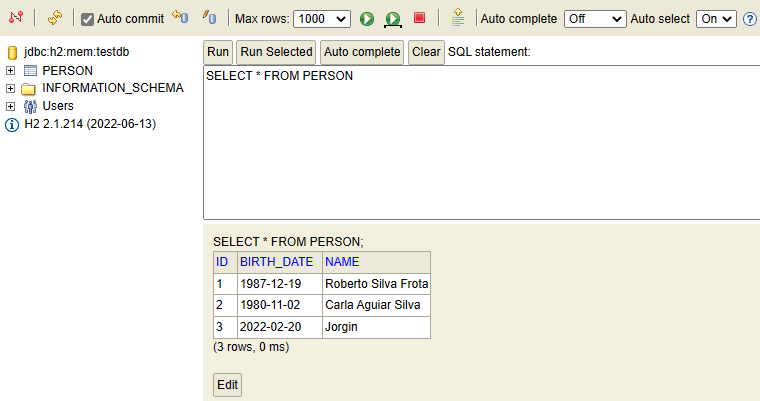 Auto commit Max rows: 1000 Auto complete Off Auto select On ?
jdbc:h2:mem:testdb
PERSON
INFORMATION_SCHEMA
Users
H2 2.1.214 (2022-06-13)
Run Run Selected Auto complete Clear SQL statement:
SELECT * FROM PERSON
SELECT * FROM PERSON;
ID BIRTH_DATE NAME
1 1987-12-19 Roberto Silva Frota
2 1980-11-02 Carla Aguiar Silva
3 2022-02-20 Jorgin
(3 rows, 0 ms)
Edit